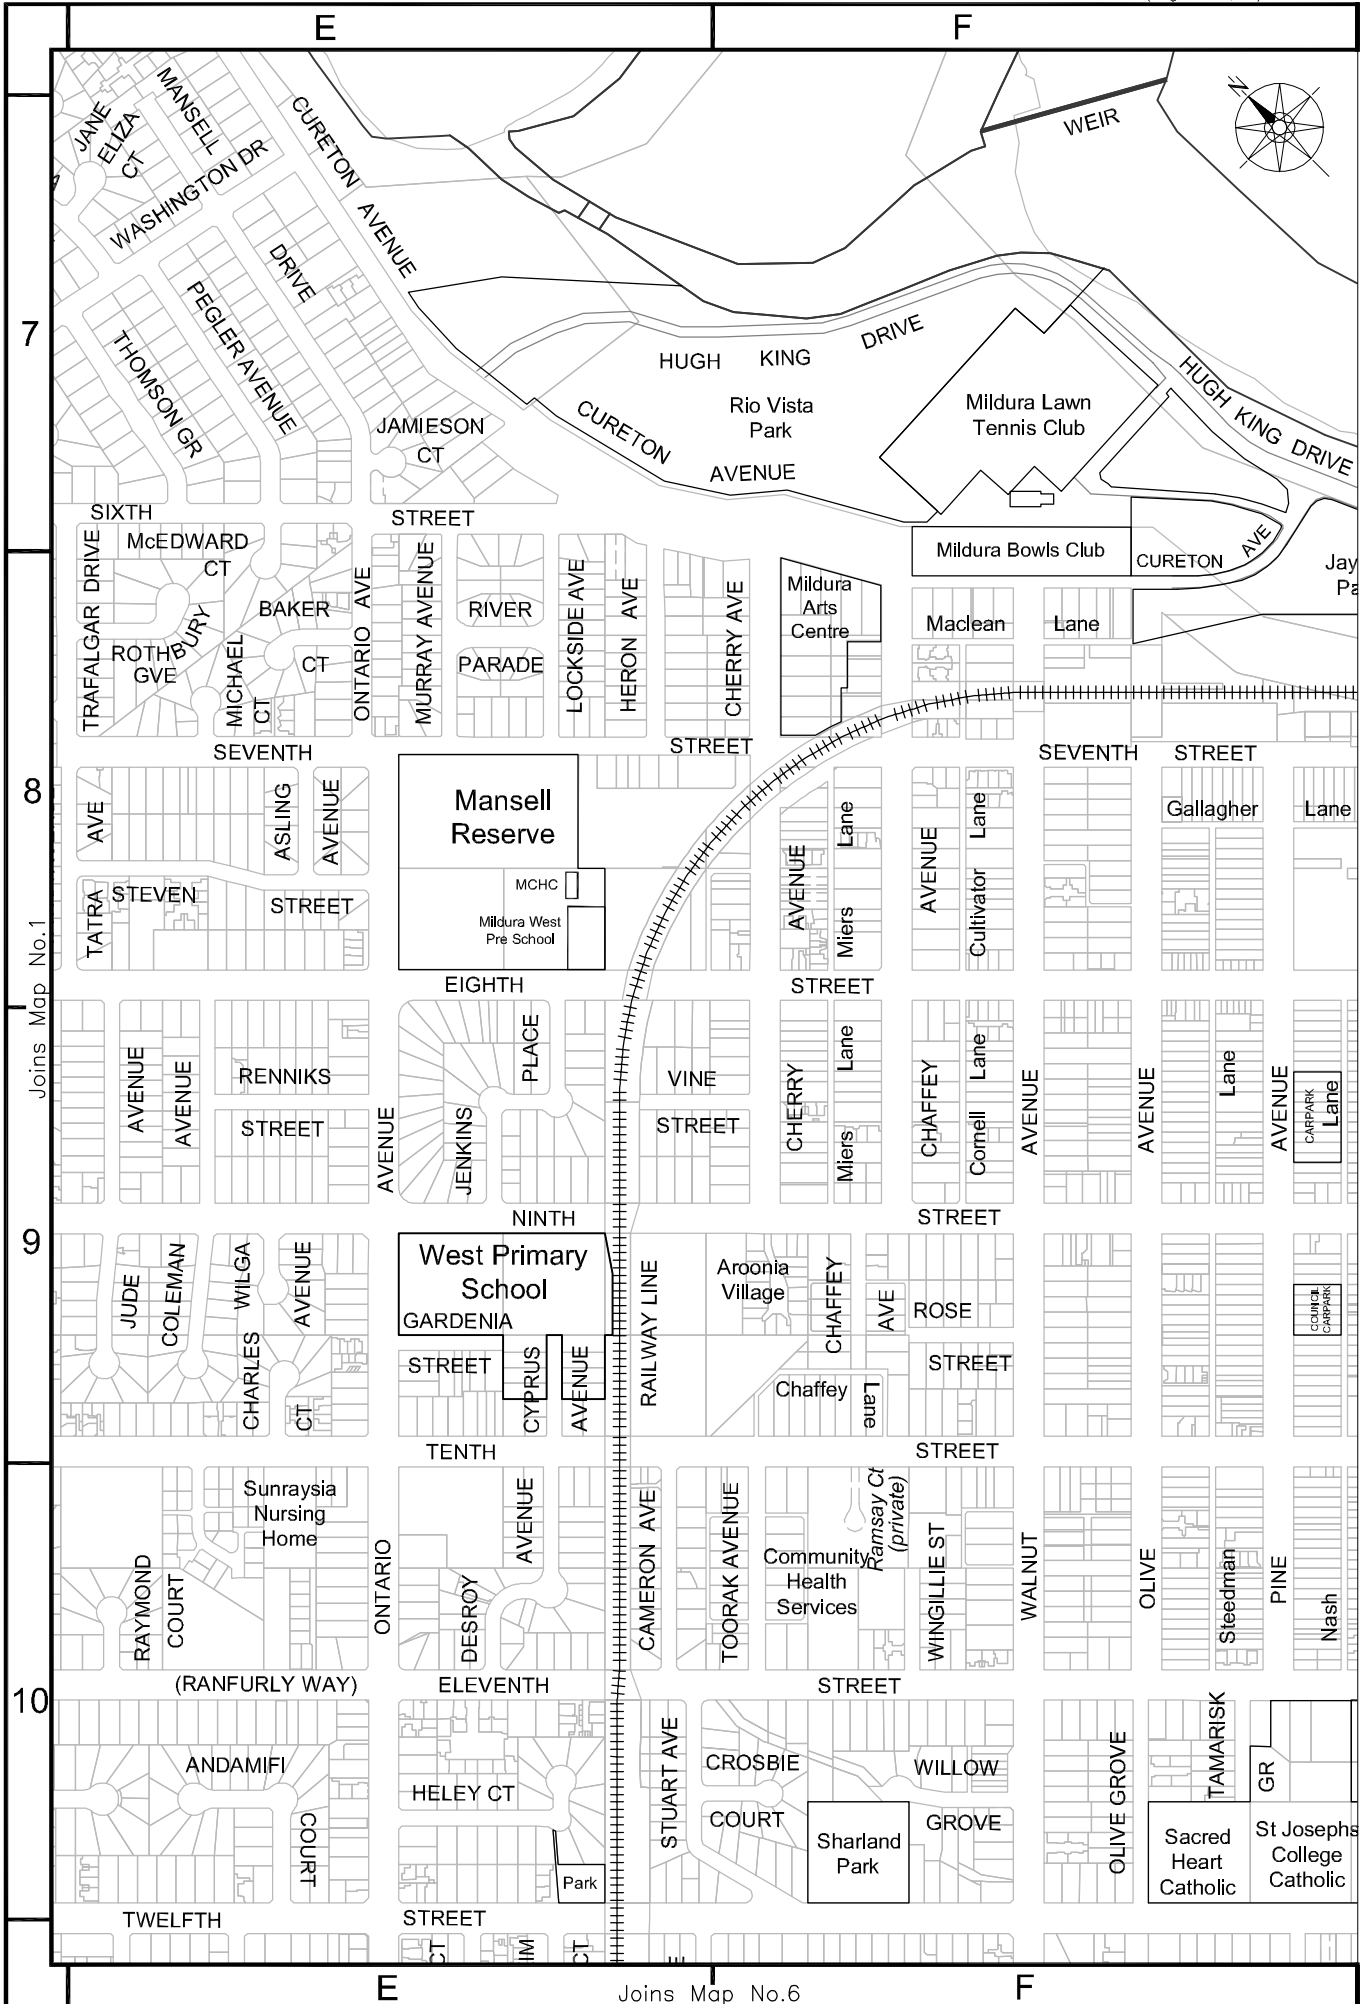 E
F
JANE
ELIZA
CT
MANSELL
WASHINGTON DR
CURETON
AVENUE
WEIR
N
7
DRIVE
PEGLER AVENUE
THOMSON GR
JAMIESON
CT
HUGH KING DRIVE
Rio Vista
Park
CURETON
AVENUE
Mildura Lawn
Tennis Club
HUGH KING DRIVE
SIXTH
STREET
McEDWARD
CT
TRAFALGAR DRIVE
ROTHBURY
GVE
MICHAEL
CT
BAKER
CT
ONTARIO AVE
MURRAY AVENUE
RIVER
PARADE
LOCKSIDE AVE
HERON AVE
CHERRY AVE
Mildura
Arts
Centre
Mildura Bowls Club
CURETON
AVE
Jay
Pa
Maclean Lane
SEVENTH
STREET
SEVENTH STREET
8
AVE
TATRA
ASLING
AVENUE
STEVEN
STREET
Mansell
Reserve
MCHC
Mildura West
Pre School
AVENUE
Miers Lane
AVENUE
Cultivator Lane
Gallagher Lane
EIGHTH
STREET
Joins Map No.1
AVENUE
AVENUE
RENNIKS
STREET
AVENUE
JENKINS
PLACE
VINE
STREET
CHERRY
Miers Lane
CHAFFEY
Cornell Lane
AVENUE
AVENUE
Lane
AVENUE
CARPARK
Lane
NINTH
STREET
9
JUDE
COLEMAN
WILGA
AVENUE
CHARLES
CT
West Primary
School
GARDENIA
STREET
CYPRUS
AVENUE
RAILWAY LINE
Aroonia
Village
CHAFFEY
AVE
ROSE
STREET
Chaffey
Lane
COUNCIL
CARPARK
TENTH
STREET
Sunraysia
Nursing
Home
RAYMOND
COURT
ONTARIO
DESROY
AVENUE
CAMERON AVE
TOORAK AVENUE
Community
Health
Services
Ramsay Ct
(private)
WINGILLIE ST
WALNUT
OLIVE
Steedman
PINE
Nash
(RANFURLY WAY)
ELEVENTH
STREET
10
ANDAMIFI
COURT
HELEY CT
Park
STUART AVE
CROSBIE
COURT
WILLOW
GROVE
Sharland
Park
OLIVE GROVE
TAMARISK
GR
Sacred
Heart
Catholic
St Josephs
College
Catholic
TWELFTH
STREET
CT
IM
CT
E
E
Joins Map No.6
F